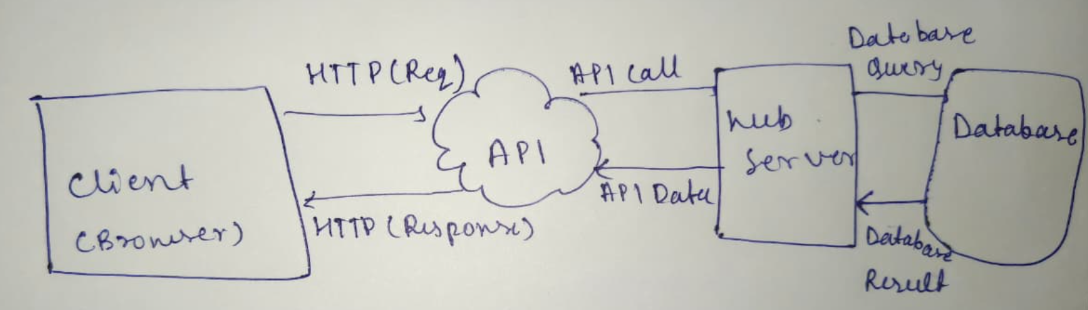 HTTP (Req)
API Call
Database
Query
Client
(Browser)
API
Web
Server
Database
HTTP (Response)
API Data
Database
Result